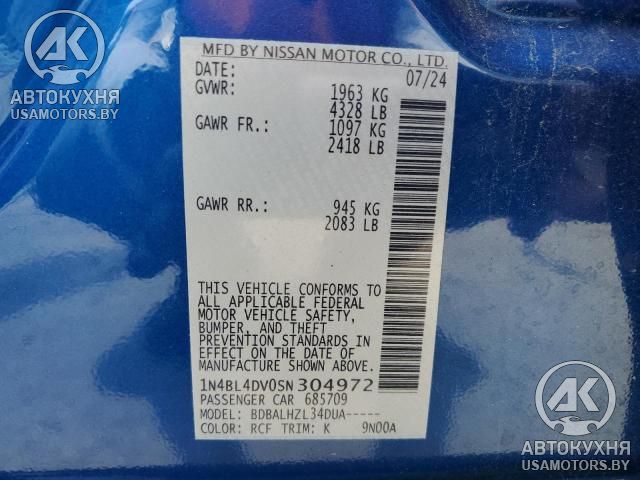 AK
АВТОКУХНЯ
USAMOTORS.BY
MFD BY NISSAN MOTOR CO., LTD.
DATE: 07/24
GVWR: 1963 KG
4328 LB
GAWR FR.: 1097 KG
2418 LB
GAWR RR.: 945 KG
2083 LB
THIS VEHICLE CONFORMS TO
ALL APPLICABLE FEDERAL
MOTOR VEHICLE SAFETY,
BUMPER, AND THEFT
PREVENTION STANDARDS IN
EFFECT ON THE DATE OF
MANUFACTURE SHOWN ABOVE.
1N4BL4DV0SN304972
PASSENGER CAR 685709
MODEL: BDBALHZL34DUA-----
COLOR: RCF TRIM: K 9N00A
AK
АВТОКУХНЯ
USAMOTORS.BY